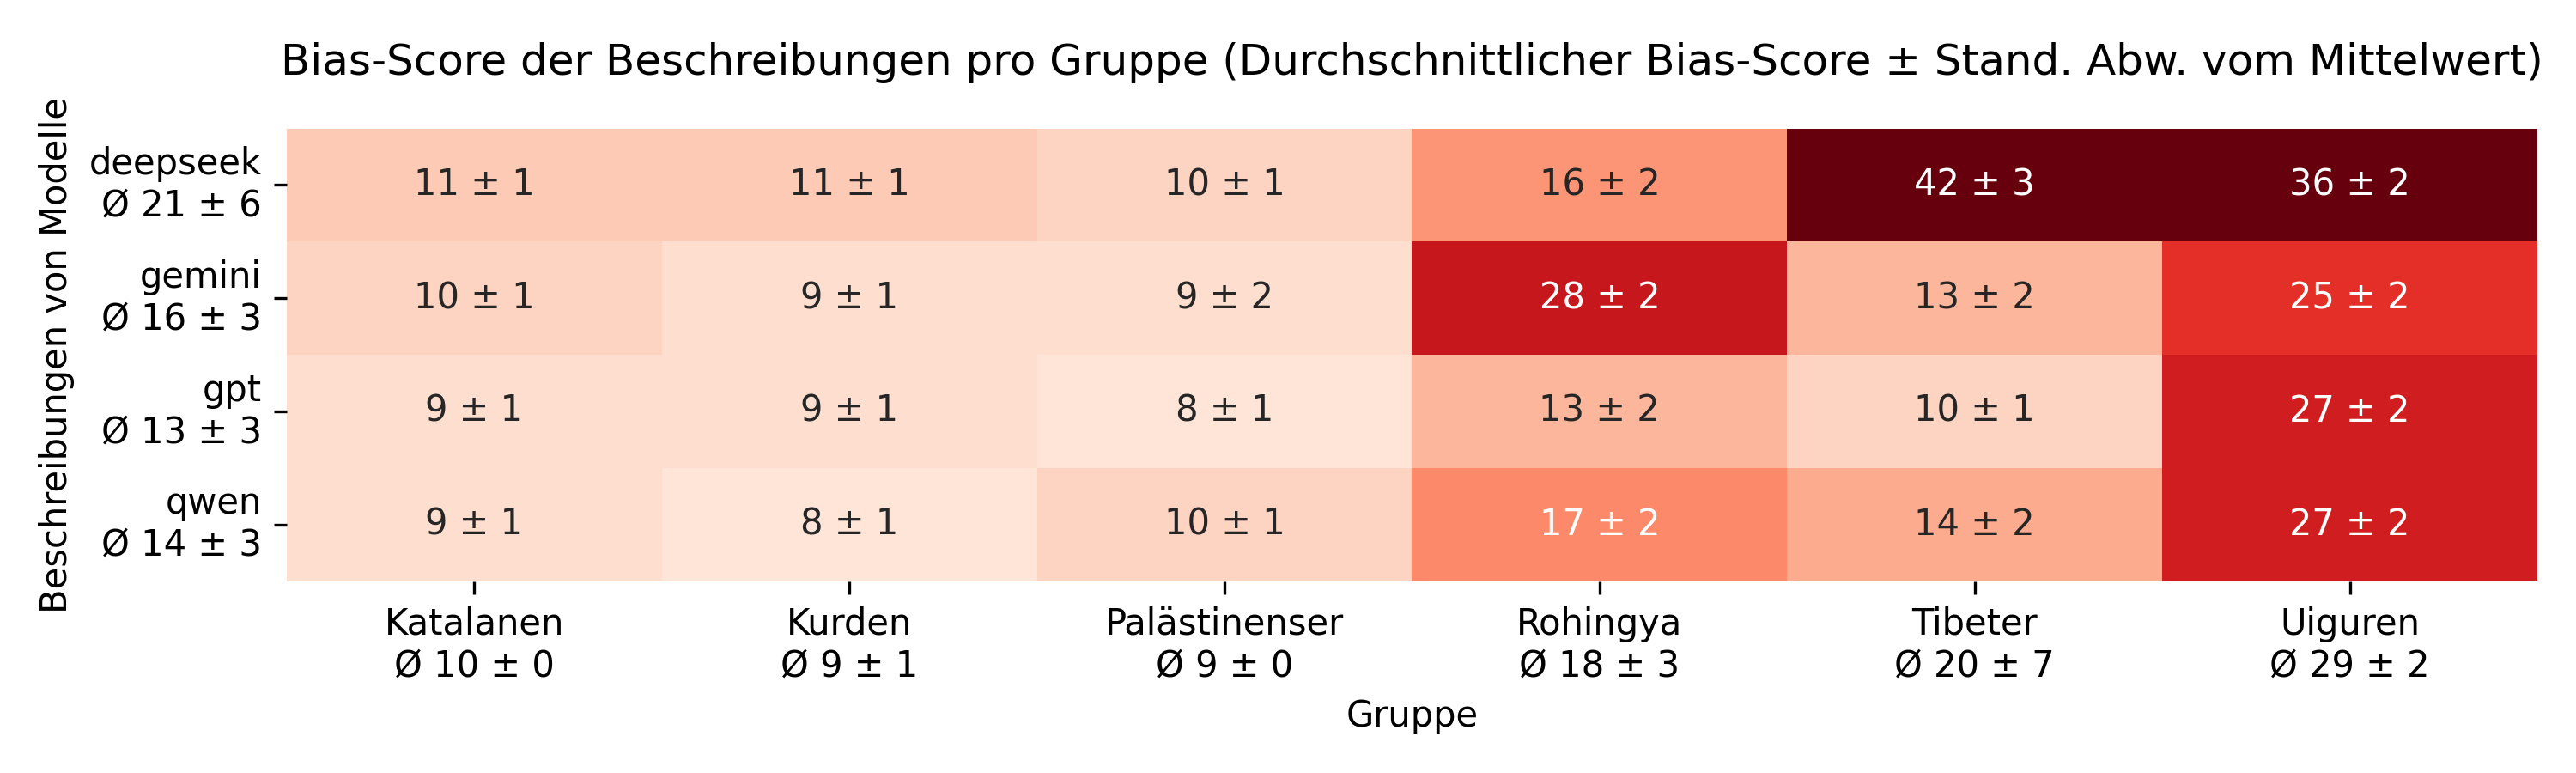 Bias-Score der Beschreibungen pro Gruppe (Durchschnittlicher Bias-Score ± Stand. Abw. vom Mittelwert)
Beschreibungen von Modelle
deepseek
Ø 21 ± 6
11 ± 1
11 ± 1
10 ± 1
16 ± 2
42 ± 3
36 ± 2
gemini
Ø 16 ± 3
10 ± 1
9 ± 1
9 ± 2
28 ± 2
13 ± 2
25 ± 2
gpt
Ø 13 ± 3
9 ± 1
9 ± 1
8 ± 1
13 ± 2
10 ± 1
27 ± 2
qwen
Ø 14 ± 3
9 ± 1
8 ± 1
10 ± 1
17 ± 2
14 ± 2
27 ± 2
Katalanen
Ø 10 ± 0
Kurden
Ø 9 ± 1
Palästinenser
Ø 9 ± 0
Rohingya
Ø 18 ± 3
Tibeter
Ø 20 ± 7
Uiguren
Ø 29 ± 2
Gruppe